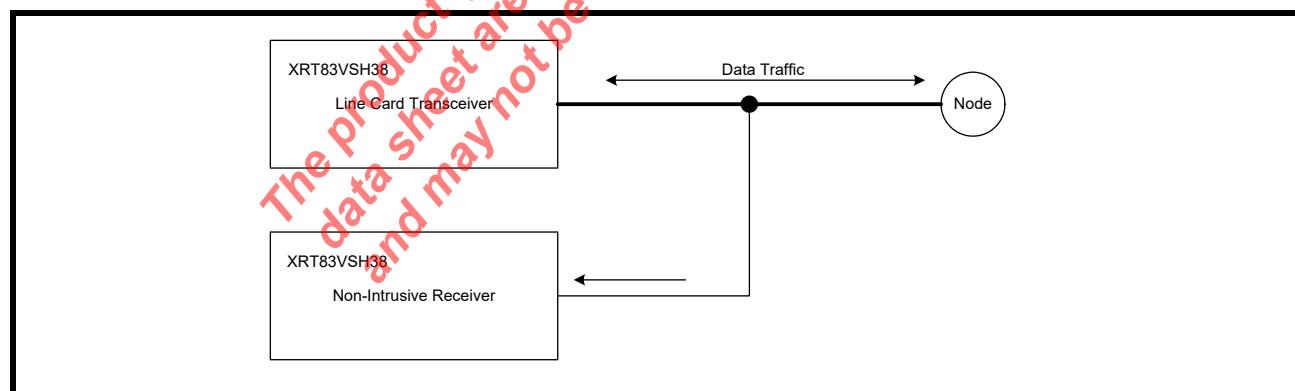 XRT83VSH38
Line Card Transceiver
Data Traffic
Node
XRT83VSH38
Non-Intrusive Receiver
The product
data sheet are
and may not be